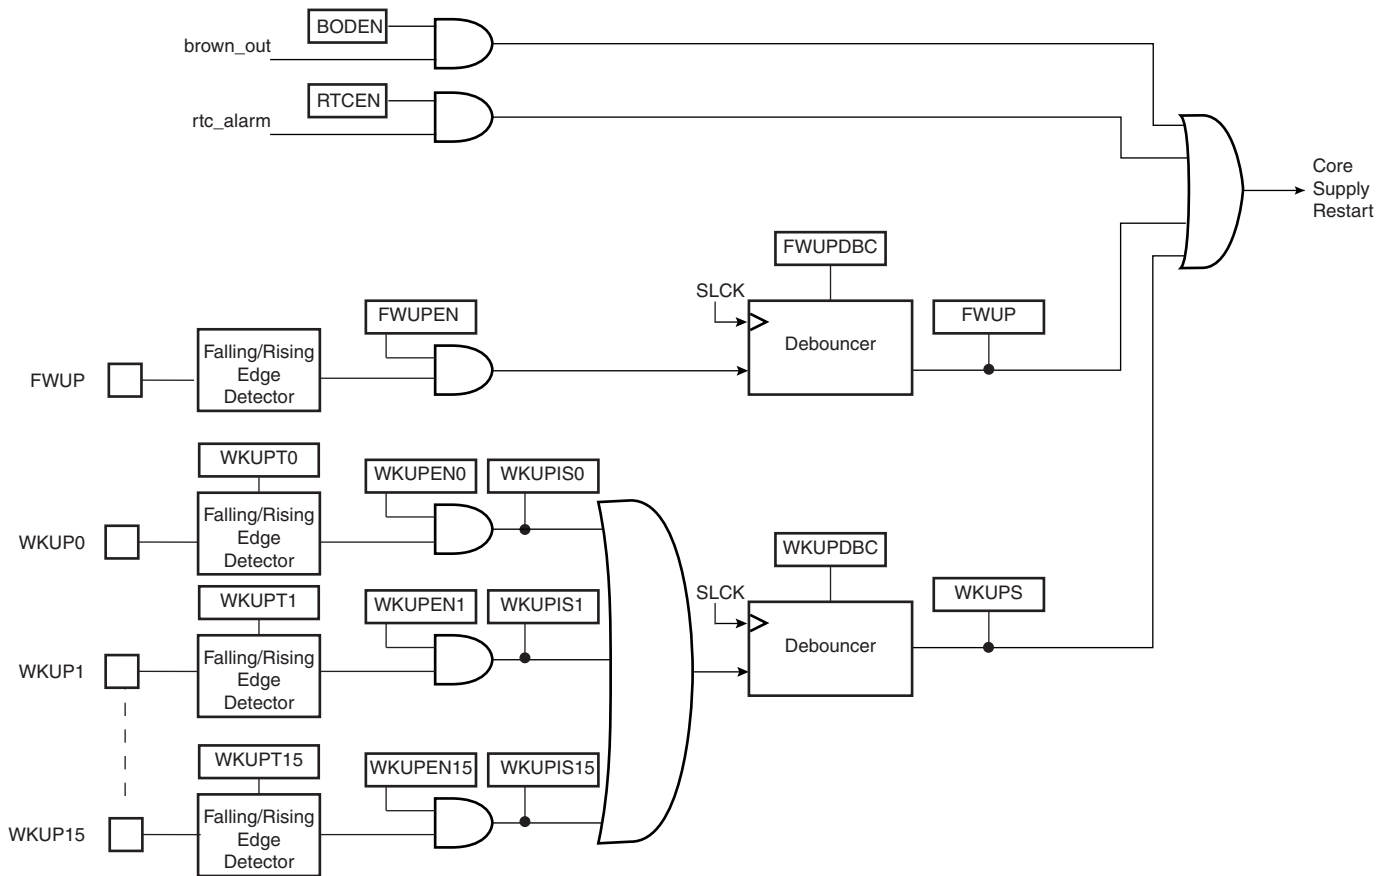 BODEN
brown_out
RTCEN
rtc_alarm
Core
Supply
Restart
FWUPDBC
SLCK
FWUPEN
FWUP
Falling/Rising
Edge
Detector
Debouncer
FWUP
WKUPT0
WKUPEN0
WKUPIS0
Falling/Rising
Edge
Detector
WKUP0
WKUPDBC
SLCK
WKUPT1
WKUPEN1
WKUPIS1
WKUPS
Falling/Rising
Edge
Detector
Debouncer
WKUP1
WKUPT15
WKUPEN15
WKUPIS15
Falling/Rising
Edge
Detector
WKUP15